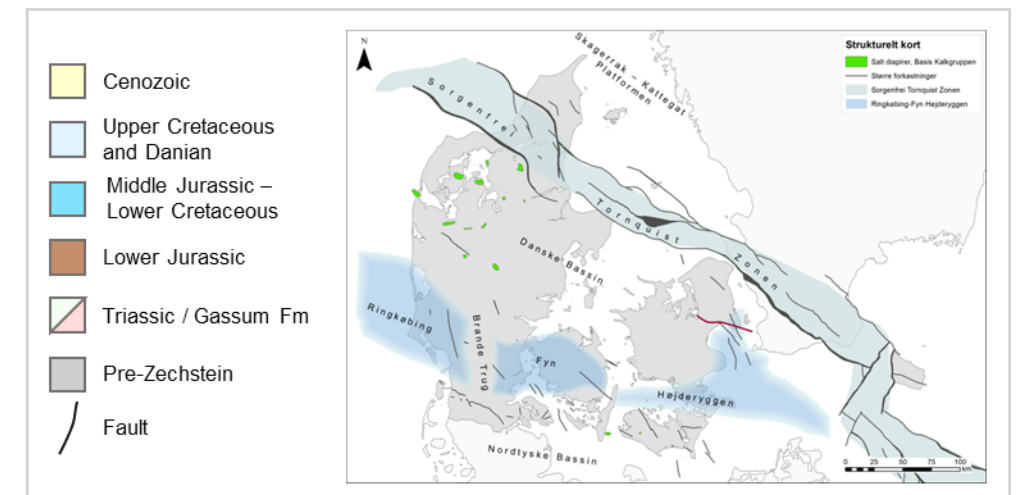 Cenozoic
Upper Cretaceous
and Danian
Middle Jurassic –
Lower Cretaceous
Lower Jurassic
Triassic / Gassum Fm
Pre-Zechstein
Fault
N
Skagerrak – Kattegat
Platformen
Strukturelt kort
Salt diapirer, Basis Kalkgruppen
Større forkastninger
Sorgenfrei Tornquist Zonen
Ringkøbing-Fyn Højderyggen
Sorgenfrei
Tornquist
Zonen
Danske Bassin
Ringkøbing
Brande Trug
Fyn
Højderyggen
Nordtyske Bassin
0 25 50 75 100
km